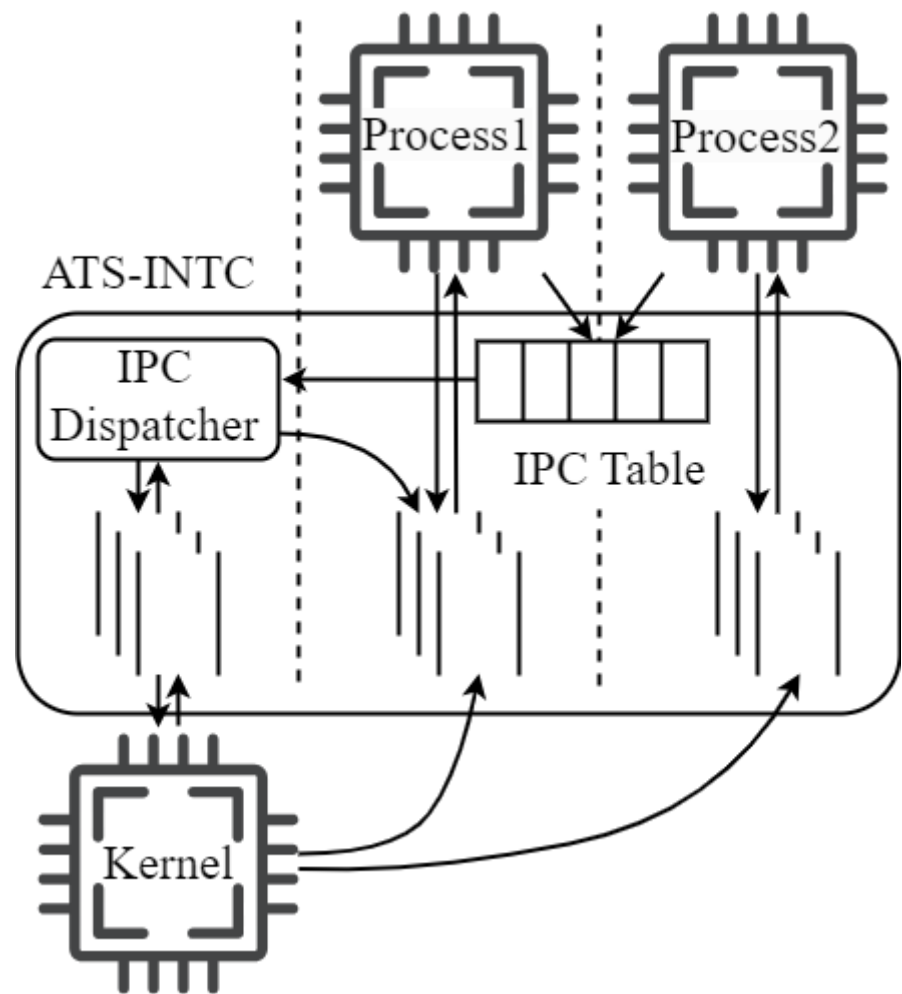 Process1
Process2
ATS-INTC
IPC
Dispatcher
IPC Table
Kernel